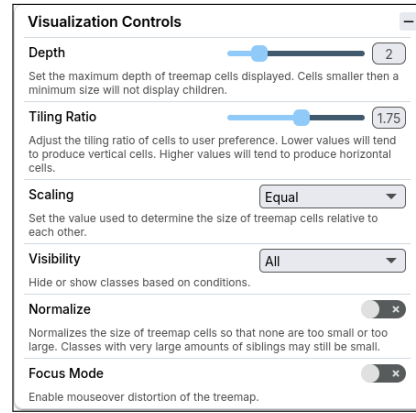 Visualization Controls
Depth 2
Set the maximum depth of treemap cells displayed. Cells smaller then a
minimum size will not display children.
Tiling Ratio 1.75
Adjust the tiling ratio of cells to user preference. Lower values will tend
to produce vertical cells. Higher values will tend to produce horizontal
cells.
Scaling Equal
Set the value used to determine the size of treemap cells relative to
each other.
Visibility All
Hide or show classes based on conditions.
Normalize
Normalizes the size of treemap cells so that none are too small or too
large. Classes with very large amounts of siblings may still be small.
Focus Mode
Enable mouseover distortion of the treemap.